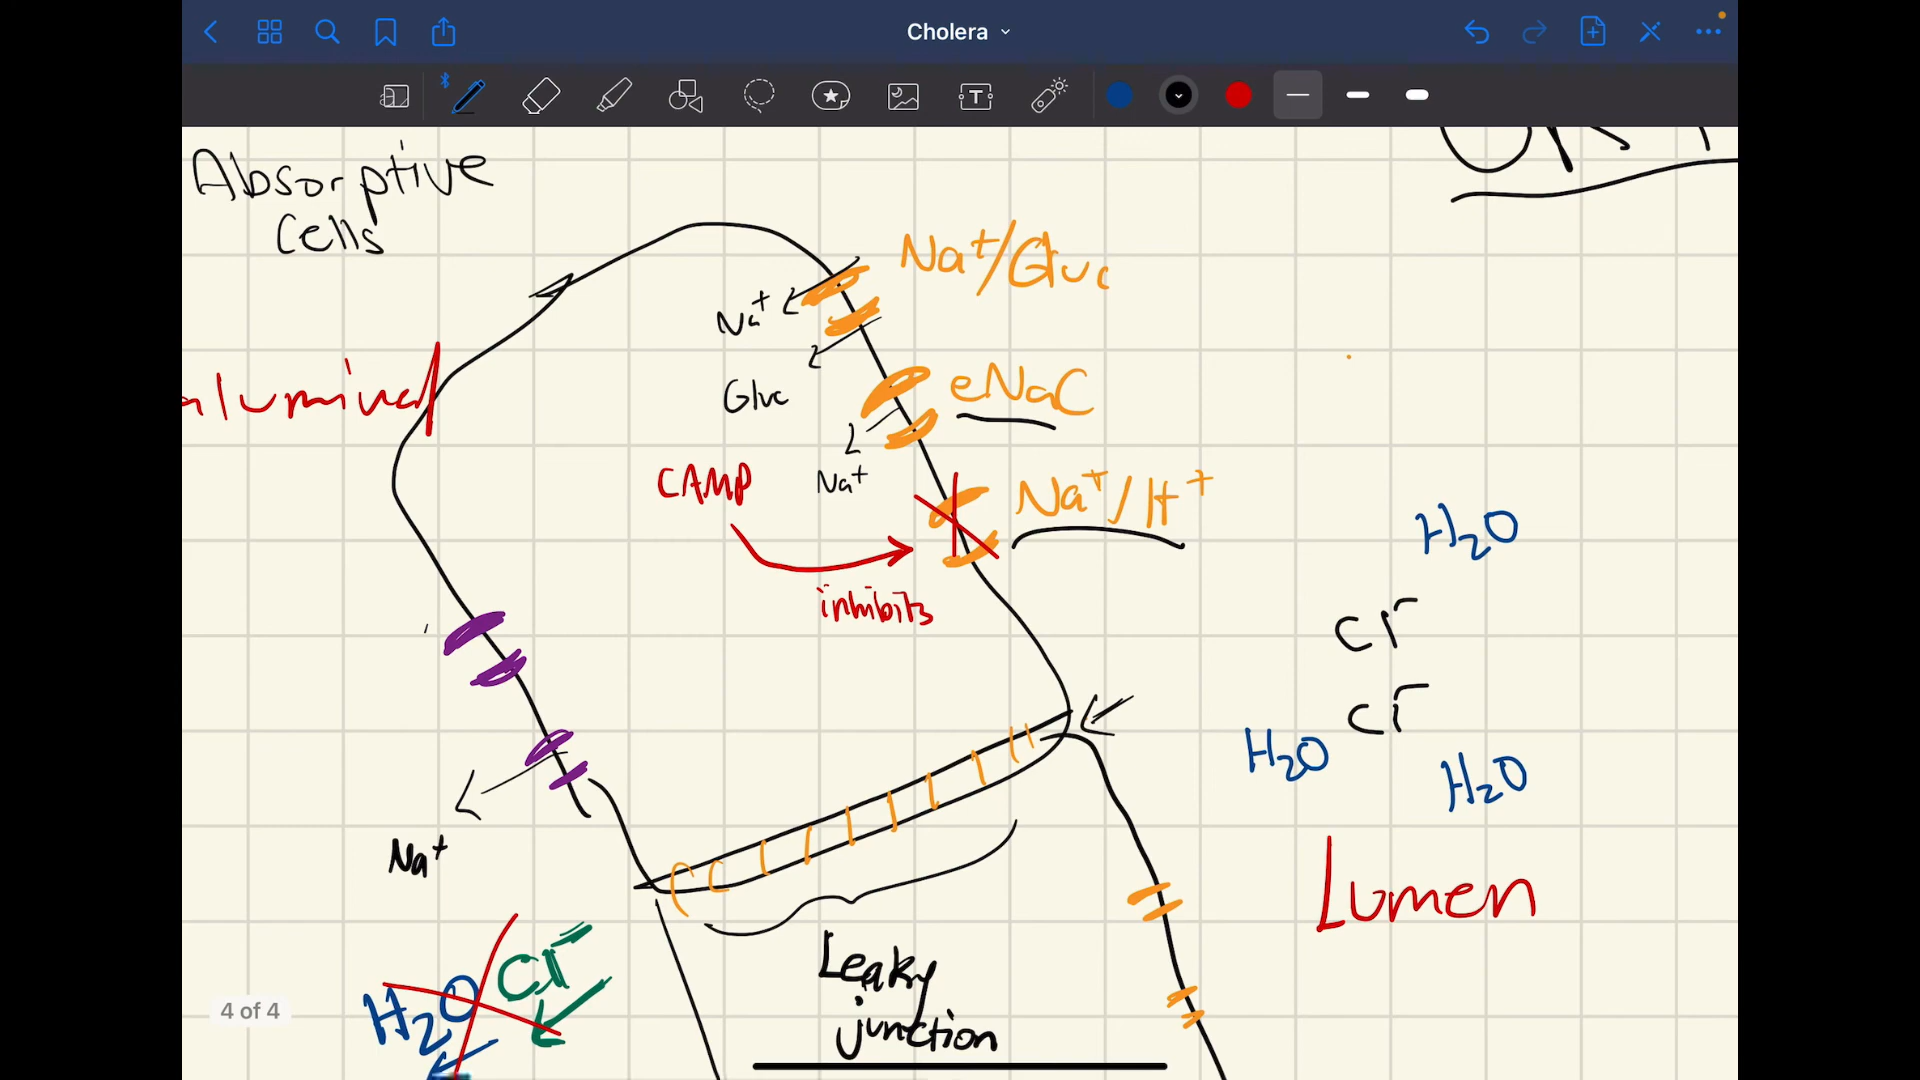 Cholera
Absorptive
Cells
Na+/Gluc
Na+
Gluc
eNaC
Na+
CAMP
Na+/H+
inhibits
H2O
Cl-
Cl-
H2O
H2O
Na+
Lumen
Cl-
H2O
Leaky
junction
4 of 4